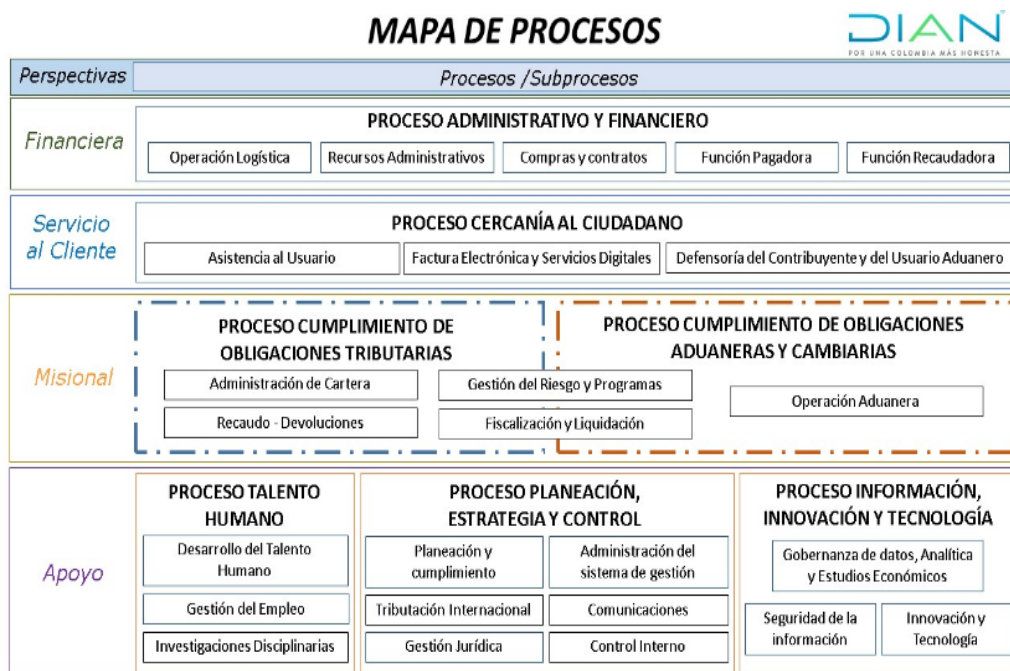 MAPA DE PROCESOS
DIAN
POR UNA COLOMBIA MÁS HONESTA
Perspectivas
Procesos /Subprocesos
Financiera
PROCESO ADMINISTRATIVO Y FINANCIERO
Operación Logística
Recursos Administrativos
Compras y contratos
Función Pagadora
Función Recaudadora
Servicio
al Cliente
PROCESO CERCANÍA AL CIUDADANO
Asistencia al Usuario
Factura Electrónica y Servicios Digitales
Defensoría del Contribuyente y del Usuario Aduanero
Misional
PROCESO CUMPLIMIENTO DE
OBLIGACIONES TRIBUTARIAS
Administración de Cartera
Recaudo - Devoluciones
Gestión del Riesgo y Programas
Fiscalización y Liquidación
PROCESO CUMPLIMIENTO DE OBLIGACIONES
ADUANERAS Y CAMBIARIAS
Operación Aduanera
Apoyo
PROCESO TALENTO
HUMANO
Desarrollo del Talento
Humano
Gestión del Empleo
Investigaciones Disciplinarias
PROCESO PLANEACIÓN,
ESTRATEGIA Y CONTROL
Planeación y
cumplimiento
Administración del
sistema de gestión
Tributación Internacional
Comunicaciones
Gestión Jurídica
Control Interno
PROCESO INFORMACIÓN,
INNOVACIÓN Y TECNOLOGÍA
Gobernanza de datos, Analítica
y Estudios Económicos
Seguridad de la
información
Innovación y
Tecnología